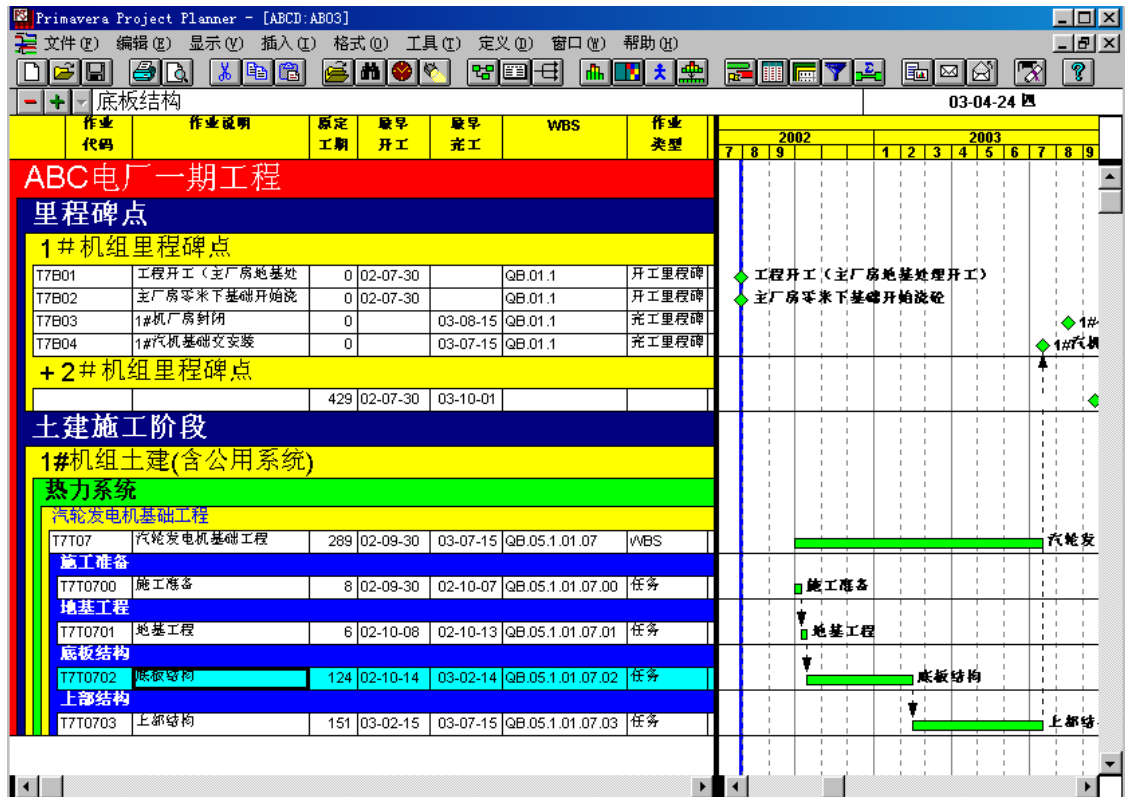 Primavera Project Planner - [ABCD:AB03]
文件(F) 编辑(E) 显示(V) 插入(I) 格式(O) 工具(T) 定义(D) 窗口(W) 帮助(H)
底板结构 03-04-24 四
作业代码 作业说明 原定工期 最早开工 最早完工 WBS 作业类型
2002 2003
7 8 9 1 2 3 4 5 6 7 8 9
ABC电厂一期工程
里程碑点
1#机组里程碑点
T7B01 工程开工（主厂房地基处 0 02-07-30 QB.01.1 开工里程碑 工程开工（主厂房地基处理开工）
T7B02 主厂房零米下基础开始浇 0 02-07-30 QB.01.1 开工里程碑 主厂房零米下基础开始浇砼
T7B03 1#机厂房封闭 0 03-08-15 QB.01.1 完工里程碑 1#
T7B04 1#汽机基础交安装 0 03-07-15 QB.01.1 完工里程碑 1#汽机
+2#机组里程碑点
429 02-07-30 03-10-01
土建施工阶段
1#机组土建(含公用系统)
热力系统
汽轮发电机基础工程
T7T07 汽轮发电机基础工程 289 02-09-30 03-07-15 QB.05.1.01.07 WBS 汽轮发
施工准备
T7T0700 施工准备 8 02-09-30 02-10-07 QB.05.1.01.07.00 任务 施工准备
地基工程
T7T0701 地基工程 6 02-10-08 02-10-13 QB.05.1.01.07.01 任务 地基工程
底板结构
T7T0702 底板结构 124 02-10-14 03-02-14 QB.05.1.01.07.02 任务 底板结构
上部结构
T7T0703 上部结构 151 03-02-15 03-07-15 QB.05.1.01.07.03 任务 上部结